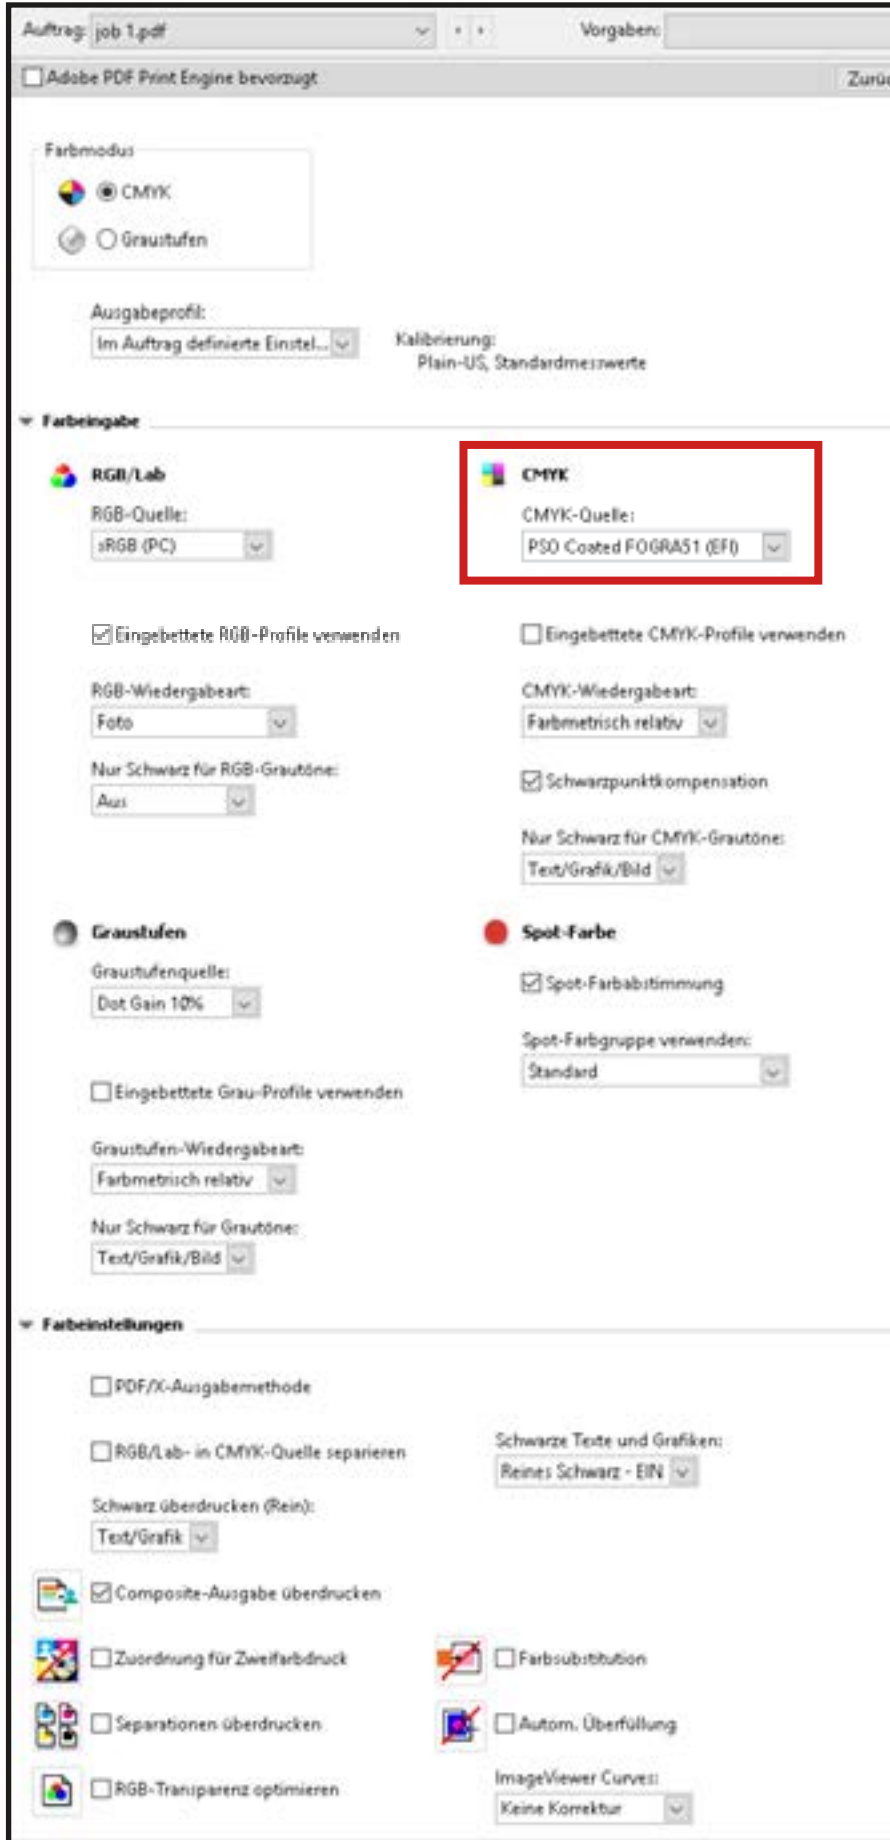 Auftrag: job 1.pdf Vorgaben:
Adobe PDF Print Engine bevorzugt
Farbmodus
CMYK
Graustufen
Ausgabeprofil:
Im Auftrag definierte Einstel...
Kalibrierung:
Plain-US, Standardmesswerte
Farbeingabe
RGB/Lab
RGB-Quelle:
sRGB (PC)
Eingebettete RGB-Profile verwenden
RGB-Wiedergabeart:
Foto
Nur Schwarz für RGB-Grautöne:
Aus
CMYK
CMYK-Quelle:
PSO Coated FOGRA51 (EFI)
Eingebettete CMYK-Profile verwenden
CMYK-Wiedergabeart:
Farbmetrisch relativ
Schwarzpunktkompensation
Nur Schwarz für CMYK-Grautöne:
Text/Grafik/Bild
Graustufen
Graustufenquelle:
Dot Gain 10%
Eingebettete Grau-Profile verwenden
Graustufen-Wiedergabeart:
Farbmetrisch relativ
Nur Schwarz für Grautöne:
Text/Grafik/Bild
Spot-Farbe
Spot-Farbabstimmung
Spot-Farbgruppe verwenden:
Standard
Farbeinstellungen
PDF/X-Ausgabemethode
RGB/Lab- in CMYK-Quelle separieren
Schwarz überdrucken (Rein):
Text/Grafik
Schwarze Texte und Grafiken:
Reines Schwarz - EIN
Composite-Ausgabe überdrucken
Zuordnung für Zweifarbdruck
Farbsubstitution
Separationen überdrucken
Autom. Überfüllung
RGB-Transparenz optimieren
ImageViewer Curves:
Keine Korrektur